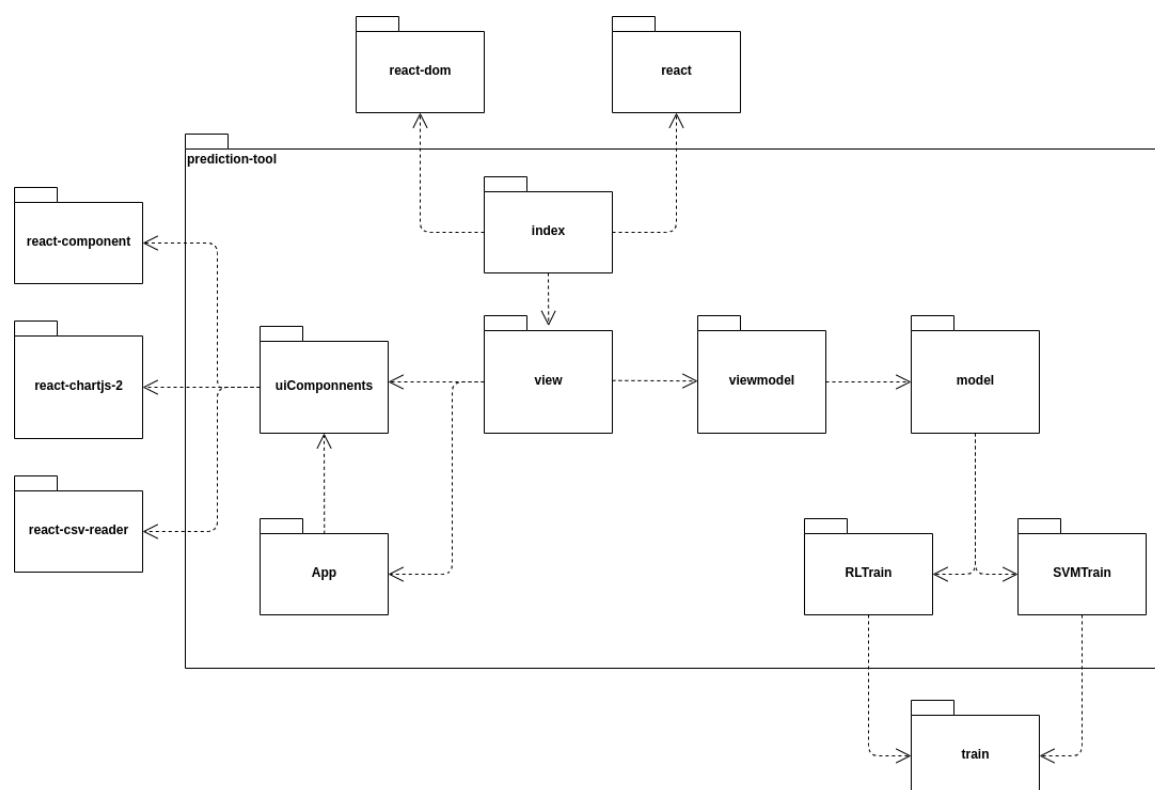 react-dom
react
prediction-tool
index
react-component
react-chartjs-2
uiComponnents
view
viewmodel
model
react-csv-reader
App
RLTrain
SVMTrain
train